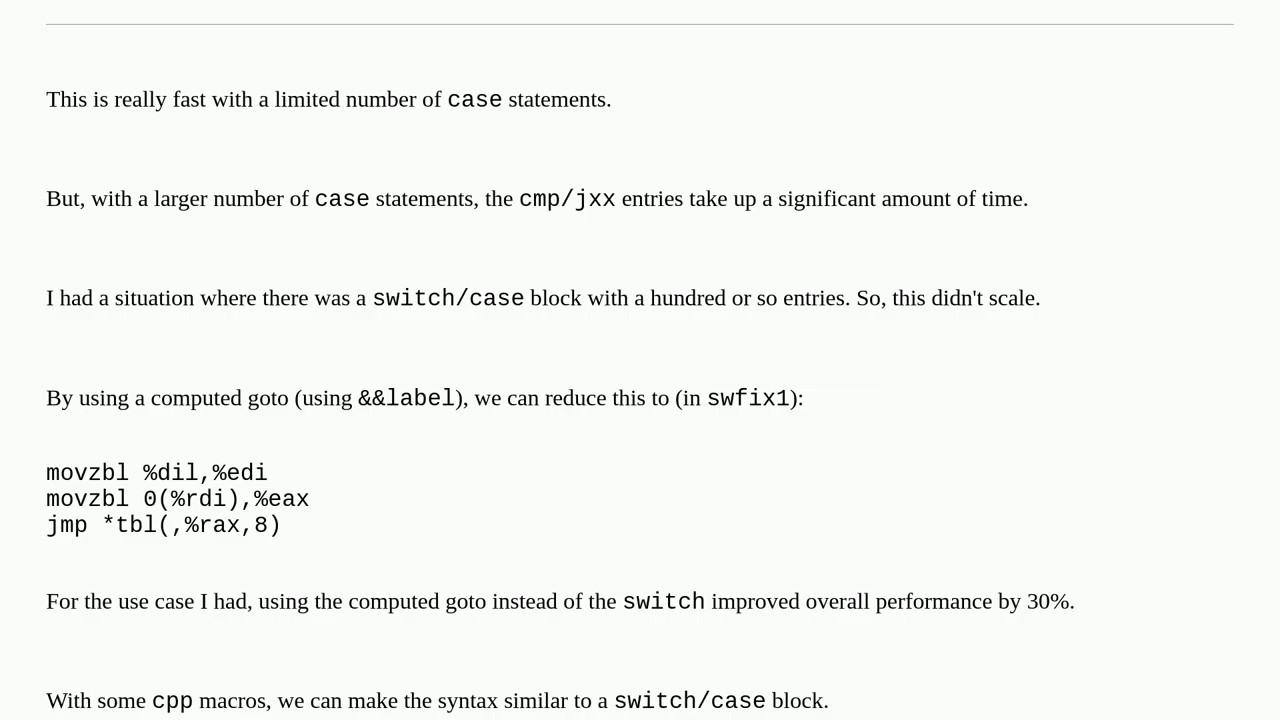 This is really fast with a limited number of case statements.
But, with a larger number of case statements, the cmp/jxx entries take up a significant amount of time.
I had a situation where there was a switch/case block with a hundred or so entries. So, this didn't scale.
By using a computed goto (using &&label), we can reduce this to (in swfix1):
movzbl %dil,%edi
movzbl 0(%rdi),%eax
jmp *tbl(,%rax,8)
For the use case I had, using the computed goto instead of the switch improved overall performance by 30%.
With some cpp macros, we can make the syntax similar to a switch/case block.